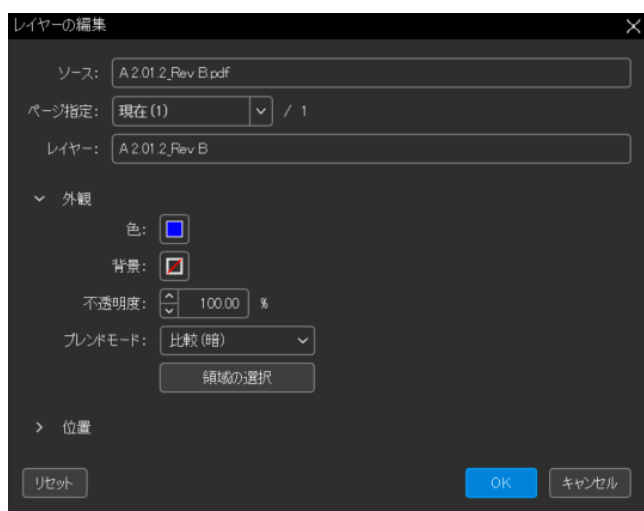 レイヤーの編集
ソース: A 2.01.2_Rev B.pdf
ページ指定: 現在(1) / 1
レイヤー: A 2.01.2_Rev B
外観
色:
背景:
不透明度: 100.00 %
ブレンドモード: 比較(暗)
領域の選択
位置
リセット OK キャンセル